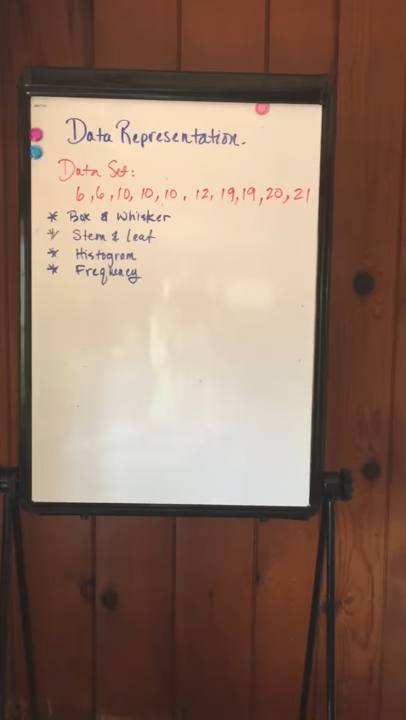 Data Representation.
Data Set:
6, 6, 10, 10, 10, 12, 19, 19, 20, 21
* Box & Whisker
* Stem & leaf
* Histogram
* Frequency